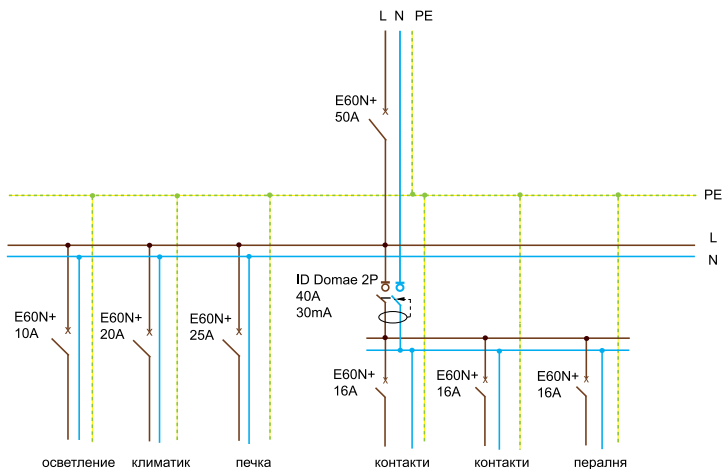 L N PE
E60N+
50A
PE
L
N
ID Domae 2P
40A
30mA
E60N+
10A
E60N+
20A
E60N+
25A
E60N+
16A
E60N+
16A
E60N+
16A
осветление климатик печка контакти контакти пералня